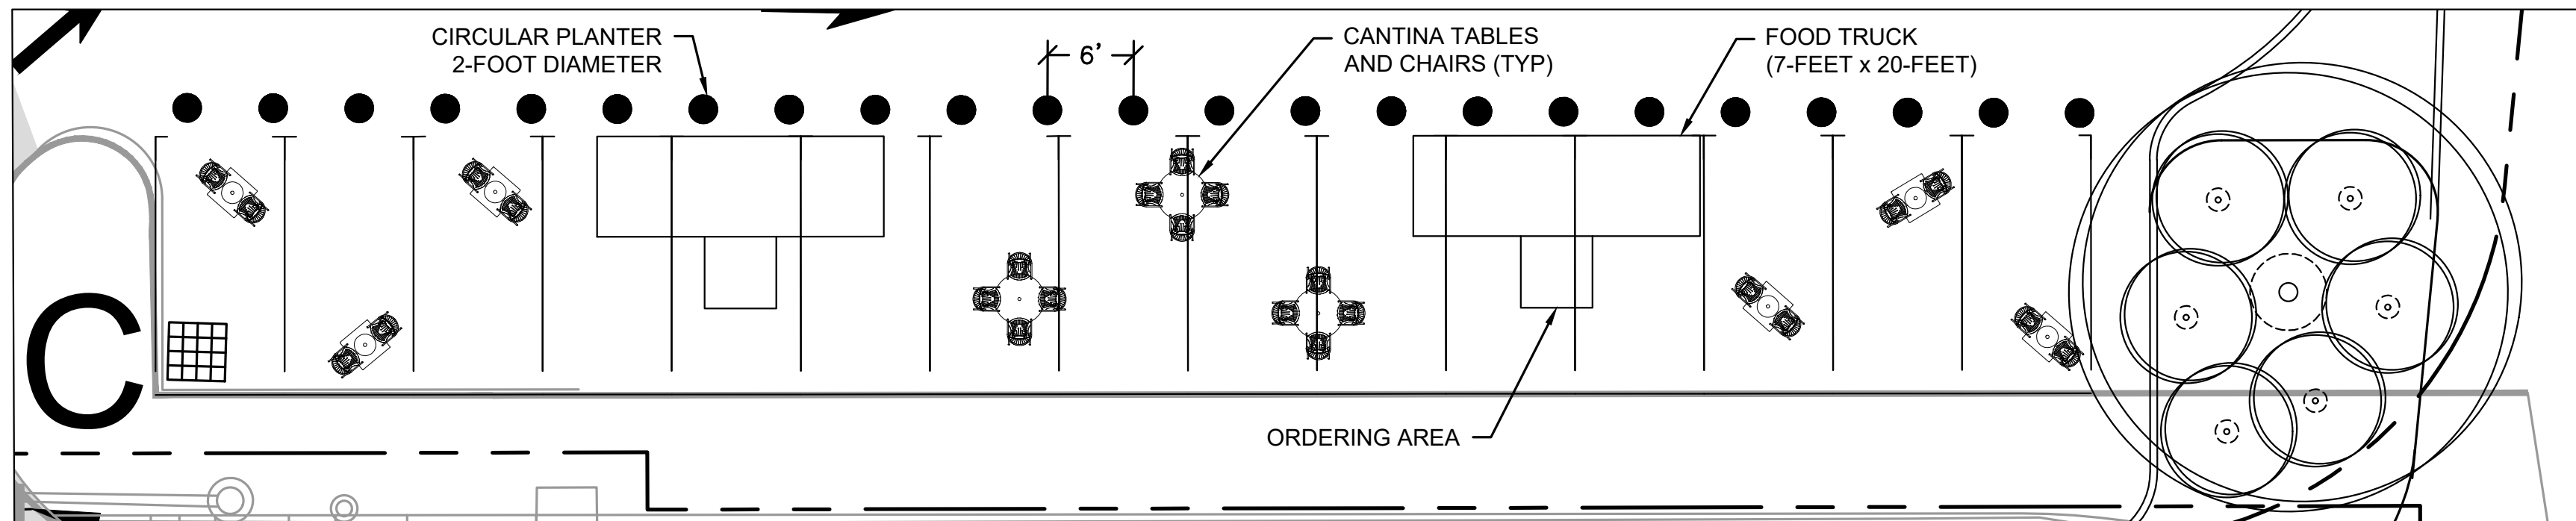 CIRCULAR PLANTER
2-FOOT DIAMETER
6'
CANTINA TABLES
AND CHAIRS (TYP)
FOOD TRUCK
(7-FEET x 20-FEET)
C
ORDERING AREA